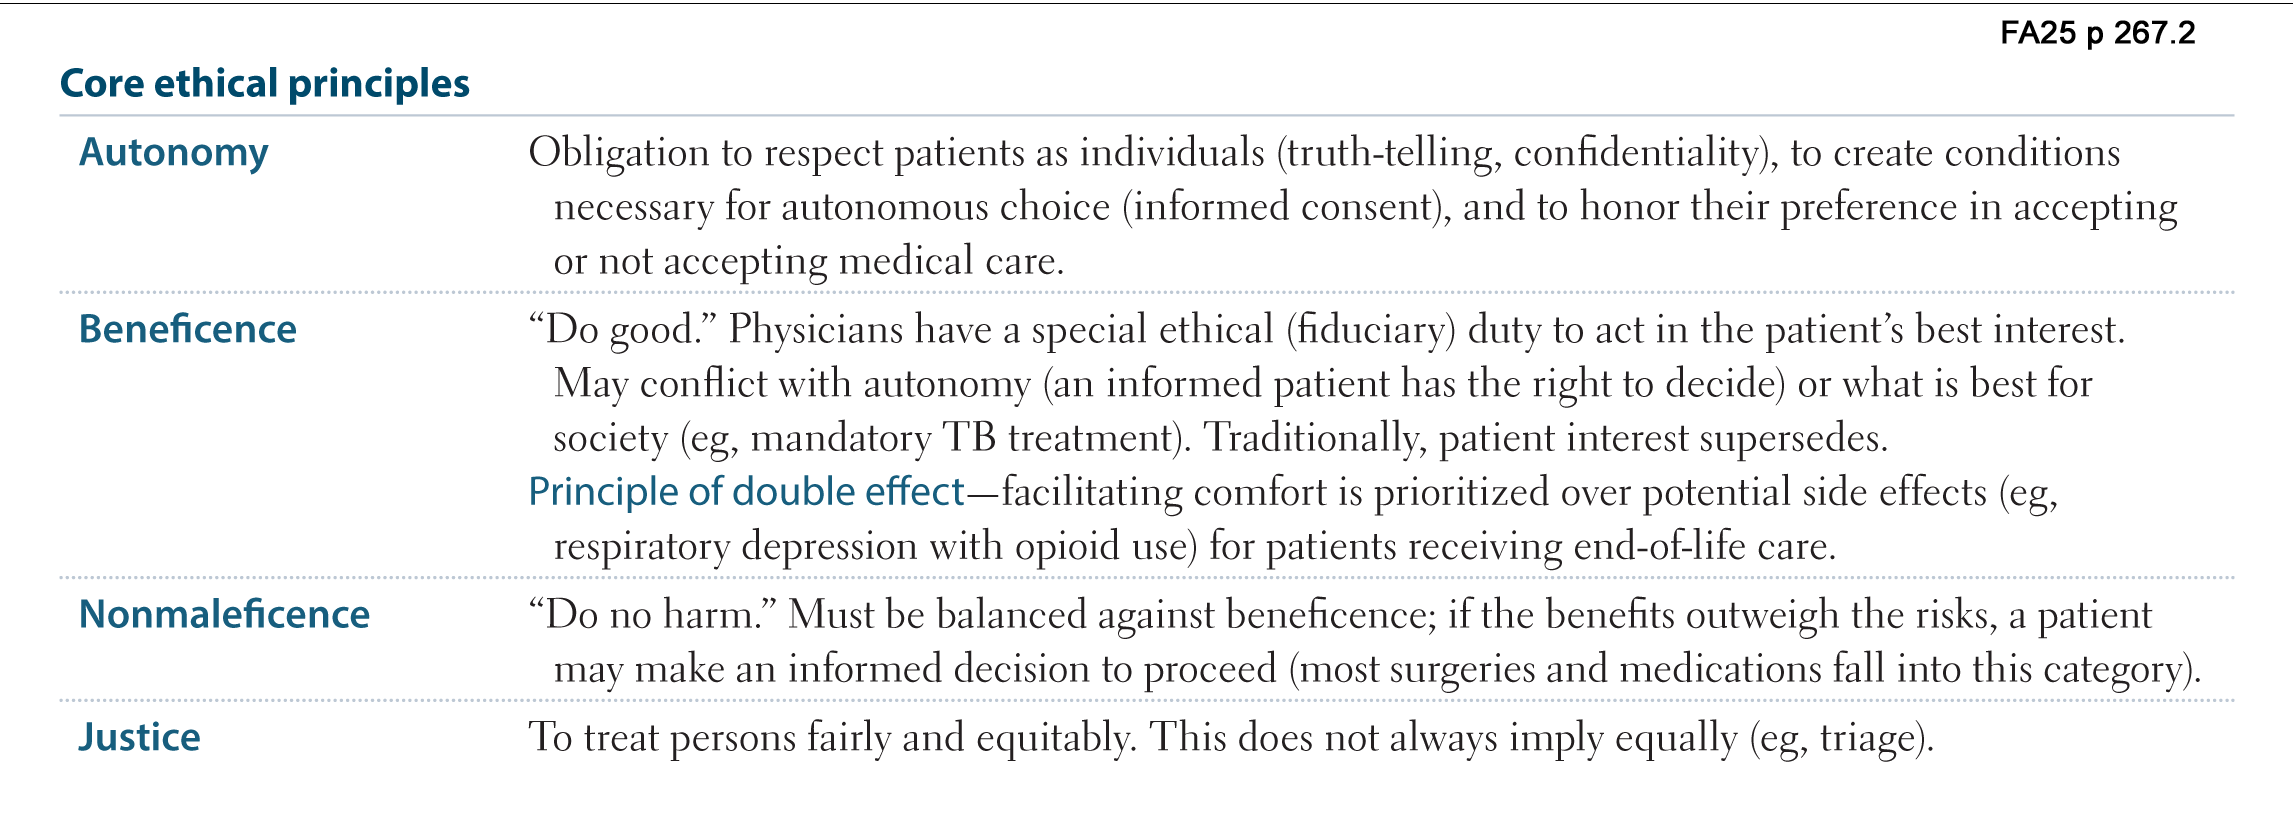 FA25 p 267.2
Core ethical principles
Autonomy Obligation to respect patients as individuals (truth-telling, confidentiality), to create conditions
necessary for autonomous choice (informed consent), and to honor their preference in accepting
or not accepting medical care.
Beneficence “Do good.” Physicians have a special ethical (fiduciary) duty to act in the patient’s best interest.
May conflict with autonomy (an informed patient has the right to decide) or what is best for
society (eg, mandatory TB treatment). Traditionally, patient interest supersedes.
Principle of double effect—facilitating comfort is prioritized over potential side effects (eg,
respiratory depression with opioid use) for patients receiving end-of-life care.
Nonmaleficence “Do no harm.” Must be balanced against beneficence; if the benefits outweigh the risks, a patient
may make an informed decision to proceed (most surgeries and medications fall into this category).
Justice To treat persons fairly and equitably. This does not always imply equally (eg, triage).